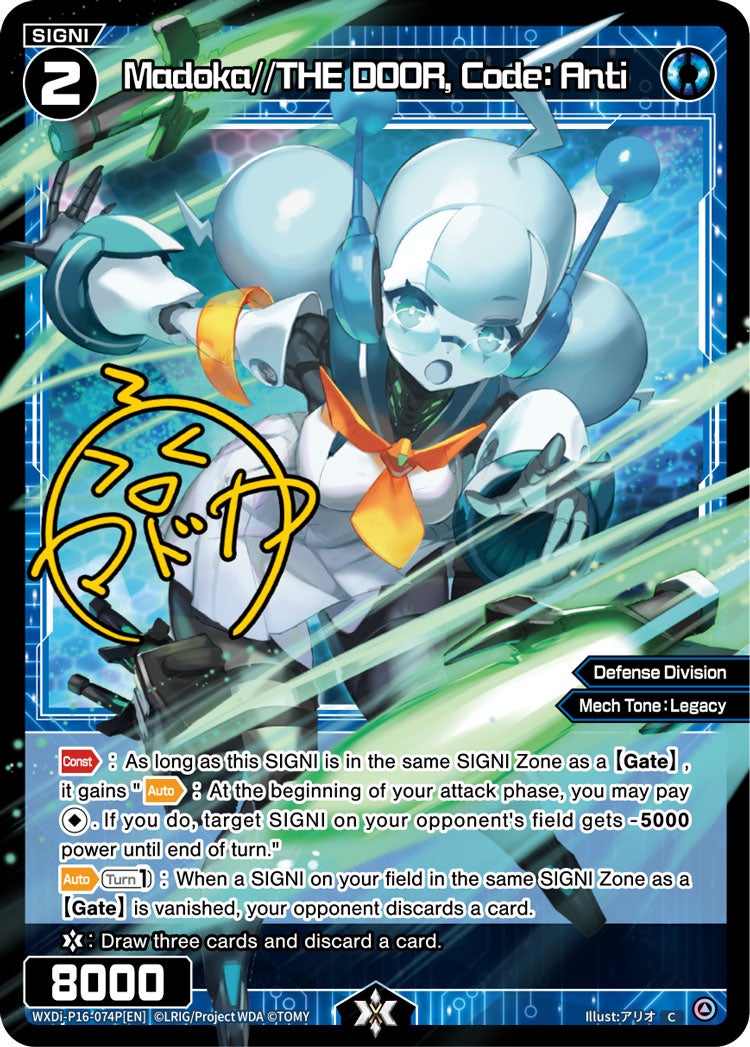 SIGNI
2
Madoka//THE DOOR, Code: Anti
マドカ
Defense Division
Mech Tone:Legacy
Const : As long as this SIGNI is in the same SIGNI Zone as a【Gate】,
it gains " Auto : At the beginning of your attack phase, you may pay
. If you do, target SIGNI on your opponent's field gets -5000
power until end of turn."
Auto Turn 1 : When a SIGNI on your field in the same SIGNI Zone as a
【Gate】is vanished, your opponent discards a card.
: Draw three cards and discard a card.
8000
WXDi-P16-074P[EN] ©LRIG/Project WDA ©TOMY
Illust:アリオ C